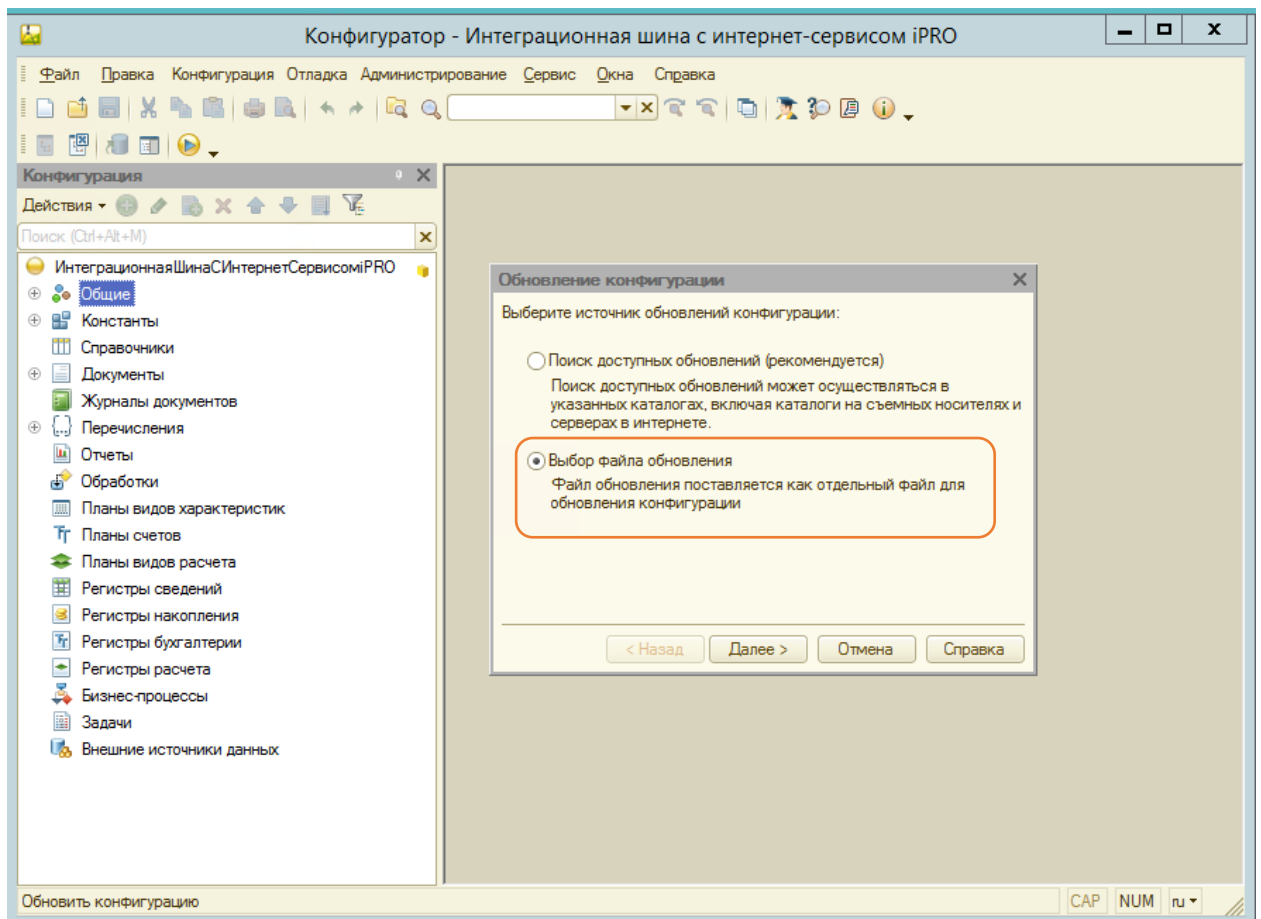 Конфигуратор - Интеграционная шина с интернет-сервисом iPRO
Файл Правка Конфигурация Отладка Администрирование Сервис Окна Справка
Конфигурация
Действия
Поиск (Ctrl+Alt+M)
ИнтеграционнаяШинаСИнтернетСервисомiPRO
Общие
Константы
Справочники
Документы
Журналы документов
Перечисления
Отчеты
Обработки
Планы видов характеристик
Планы счетов
Планы видов расчета
Регистры сведений
Регистры накопления
Регистры бухгалтерии
Регистры расчета
Бизнес-процессы
Задачи
Внешние источники данных
Обновление конфигурации
Выберите источник обновлений конфигурации:
Поиск доступных обновлений (рекомендуется)
Поиск доступных обновлений может осуществляться в
указанных каталогах, включая каталоги на съемных носителях и
серверах в интернете.
Выбор файла обновления
Файл обновления поставляется как отдельный файл для
обновления конфигурации
< Назад Далее > Отмена Справка
Обновить конфигурацию CAP NUM ru